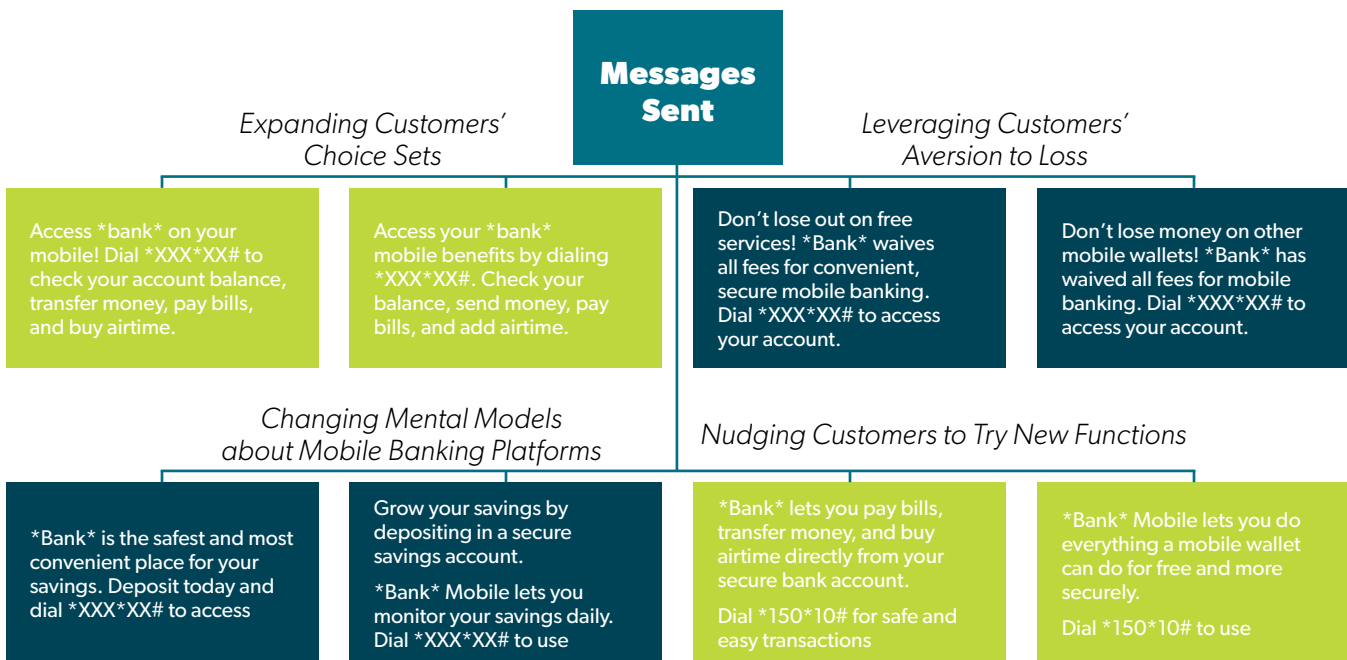 Messages
Sent
Expanding Customers’
Choice Sets
Leveraging Customers’
Aversion to Loss
Access *bank* on your
mobile! Dial *XXX*XX# to
check your account balance,
transfer money, pay bills,
and buy airtime.
Access your *bank*
mobile benefits by dialing
*XXX*XX#. Check your
balance, send money, pay
bills, and add airtime.
Don’t lose out on free
services! *Bank* waives
all fees for convenient,
secure mobile banking.
Dial *XXX*XX# to access
your account.
Don’t lose money on other
mobile wallets! *Bank* has
waived all fees for mobile
banking. Dial *XXX*XX# to
access your account.
Changing Mental Models
about Mobile Banking Platforms
Nudging Customers to Try New Functions
*Bank* is the safest and most
convenient place for your
savings. Deposit today and
dial *XXX*XX# to access
Grow your savings by
depositing in a secure
savings account.
*Bank* Mobile lets you
monitor your savings daily.
Dial *XXX*XX# to use
*Bank* lets you pay bills,
transfer money, and buy
airtime directly from your
secure bank account.
Dial *150*10# for safe and
easy transactions
*Bank* Mobile lets you do
everything a mobile wallet
can do for free and more
securely.
Dial *150*10# to use